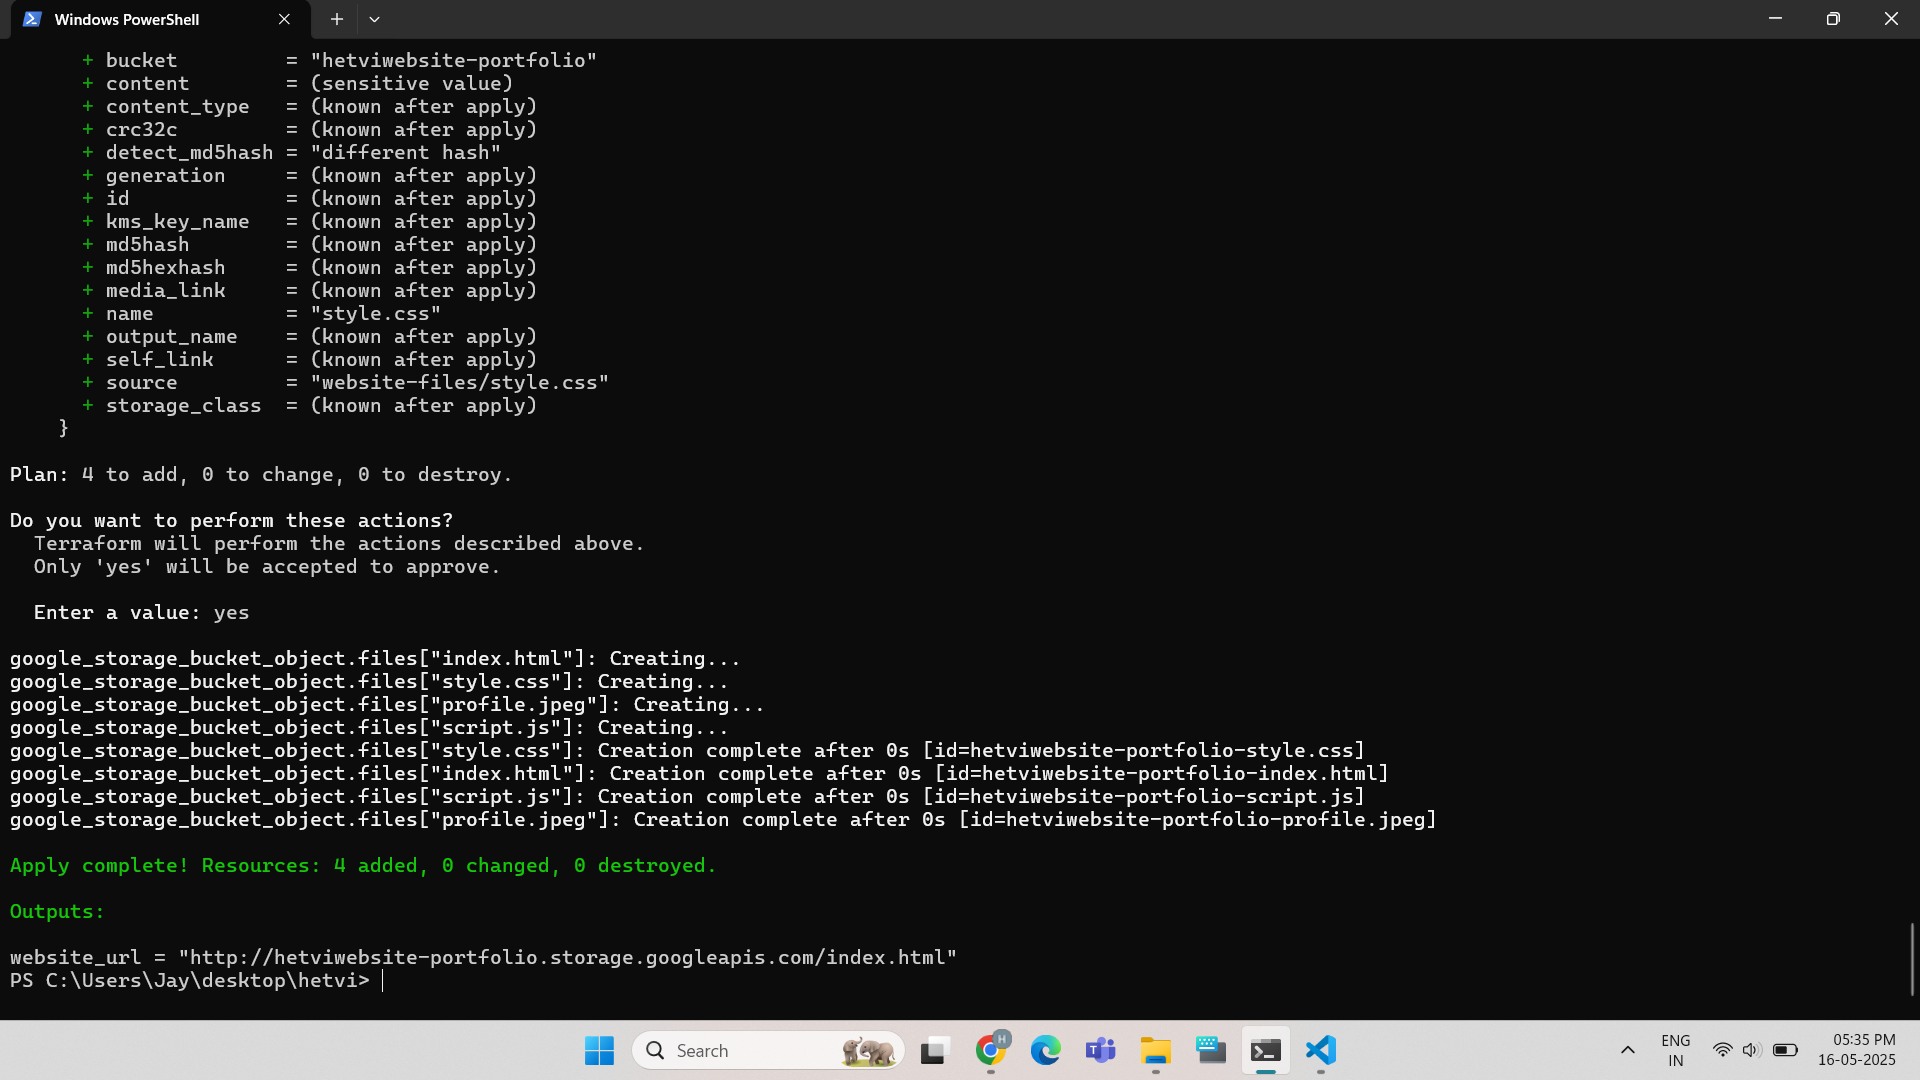 Windows PowerShell
+ bucket = "hetviwebsite-portfolio"
+ content = (sensitive value)
+ content_type = (known after apply)
+ crc32c = (known after apply)
+ detect_md5hash = "different hash"
+ generation = (known after apply)
+ id = (known after apply)
+ kms_key_name = (known after apply)
+ md5hash = (known after apply)
+ md5hexhash = (known after apply)
+ media_link = (known after apply)
+ name = "style.css"
+ output_name = (known after apply)
+ self_link = (known after apply)
+ source = "website-files/style.css"
+ storage_class = (known after apply)
}
Plan: 4 to add, 0 to change, 0 to destroy.
Do you want to perform these actions?
Terraform will perform the actions described above.
Only 'yes' will be accepted to approve.
Enter a value: yes
google_storage_bucket_object.files["index.html"]: Creating...
google_storage_bucket_object.files["style.css"]: Creating...
google_storage_bucket_object.files["profile.jpeg"]: Creating...
google_storage_bucket_object.files["script.js"]: Creating...
google_storage_bucket_object.files["style.css"]: Creation complete after 0s [id=hetviwebsite-portfolio-style.css]
google_storage_bucket_object.files["index.html"]: Creation complete after 0s [id=hetviwebsite-portfolio-index.html]
google_storage_bucket_object.files["script.js"]: Creation complete after 0s [id=hetviwebsite-portfolio-script.js]
google_storage_bucket_object.files["profile.jpeg"]: Creation complete after 0s [id=hetviwebsite-portfolio-profile.jpeg]
Apply complete! Resources: 4 added, 0 changed, 0 destroyed.
Outputs:
website_url = "http://hetviwebsite-portfolio.storage.googleapis.com/index.html"
PS C:\Users\Jay\desktop\hetvi>
Search
H
T
ENG
IN
05:35 PM
16-05-2025